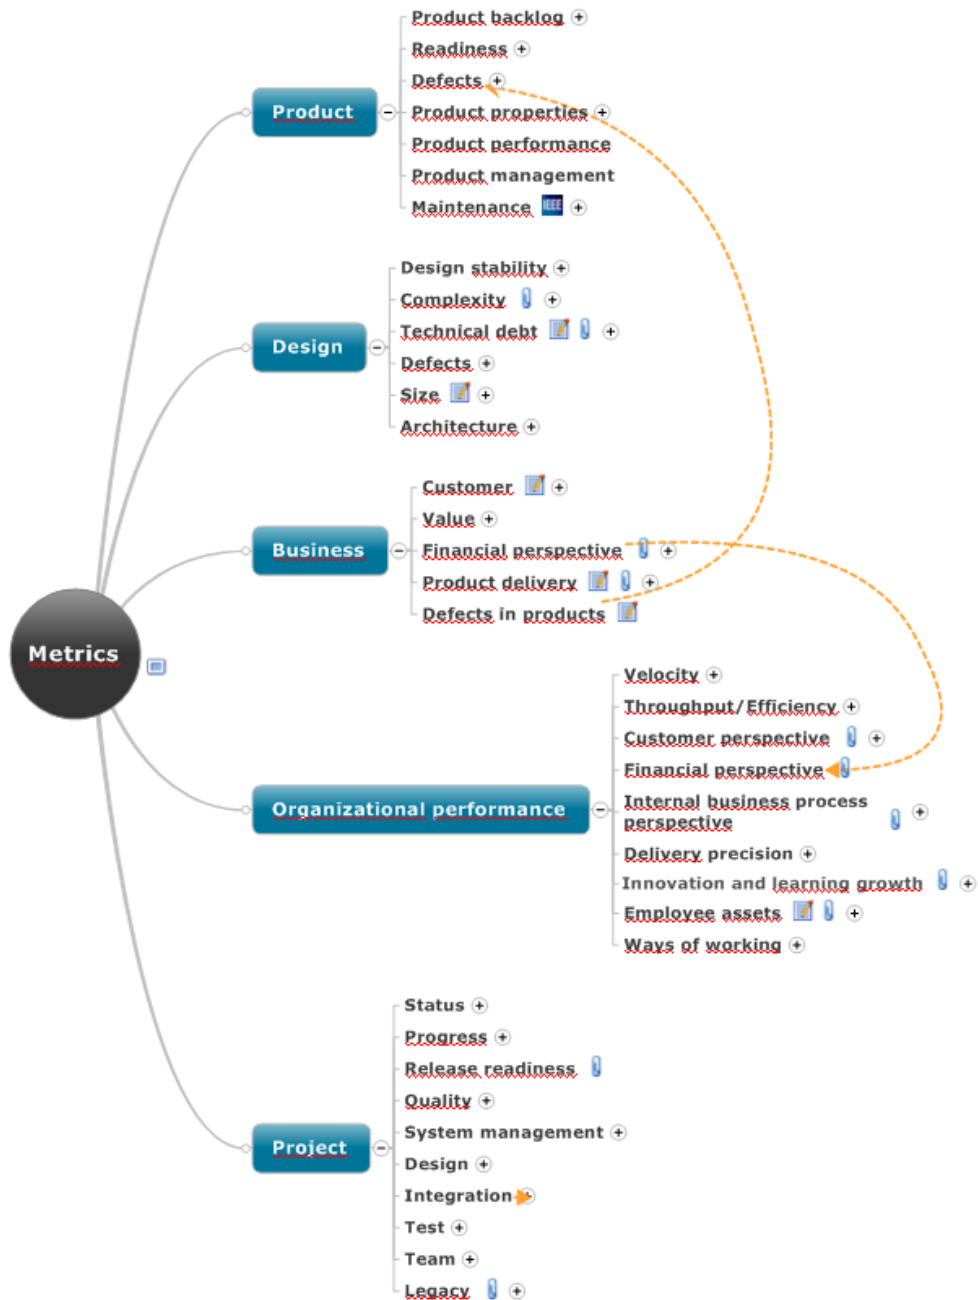 Metrics
Product
Product backlog
Readiness
Defects
Product properties
Product performance
Product management
Maintenance IEEE
Design
Design stability
Complexity
Technical debt
Defects
Size
Architecture
Business
Customer
Value
Financial perspective
Product delivery
Defects in products
Organizational performance
Velocity
Throughput/Efficiency
Customer perspective
Financial perspective
Internal business process
perspective
Delivery precision
Innovation and learning growth
Employee assets
Ways of working
Project
Status
Progress
Release readiness
Quality
System management
Design
Integration
Test
Team
Legacy